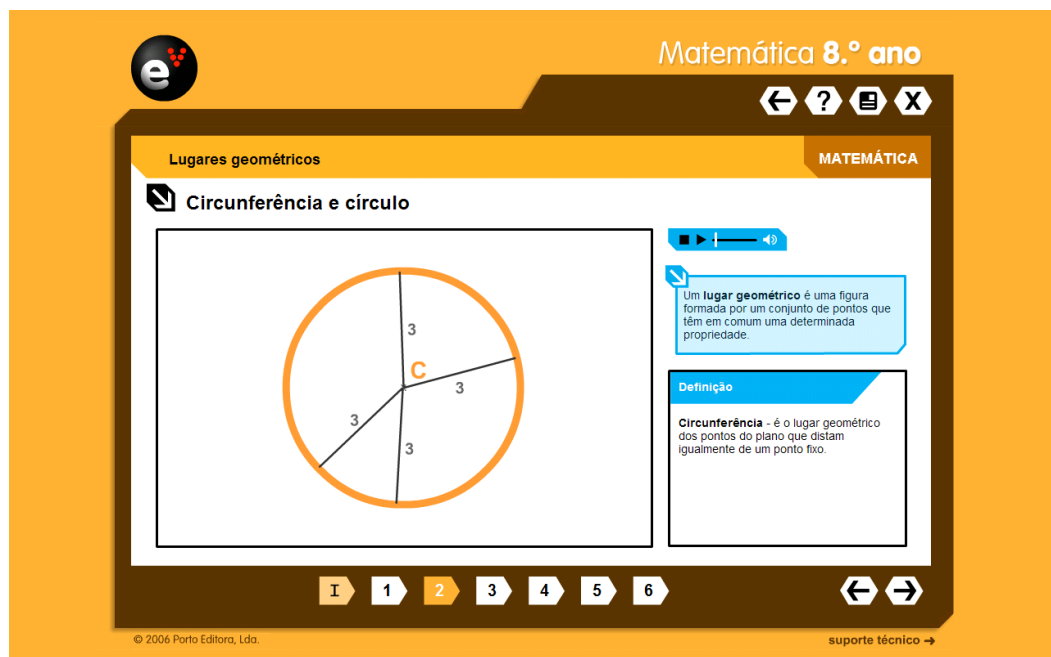 e
Matemática 8.º ano
?
X
Lugares geométricos
MATEMÁTICA
Circunferência e círculo
3
C
3
3
3
Um lugar geométrico é uma figura
formada por um conjunto de pontos que
têm em comum uma determinada
propriedade.
Definição
Circunferência - é o lugar geométrico
dos pontos do plano que distam
igualmente de um ponto fixo.
I 1 2 3 4 5 6
© 2006 Porto Editora, Lda.
suporte técnico